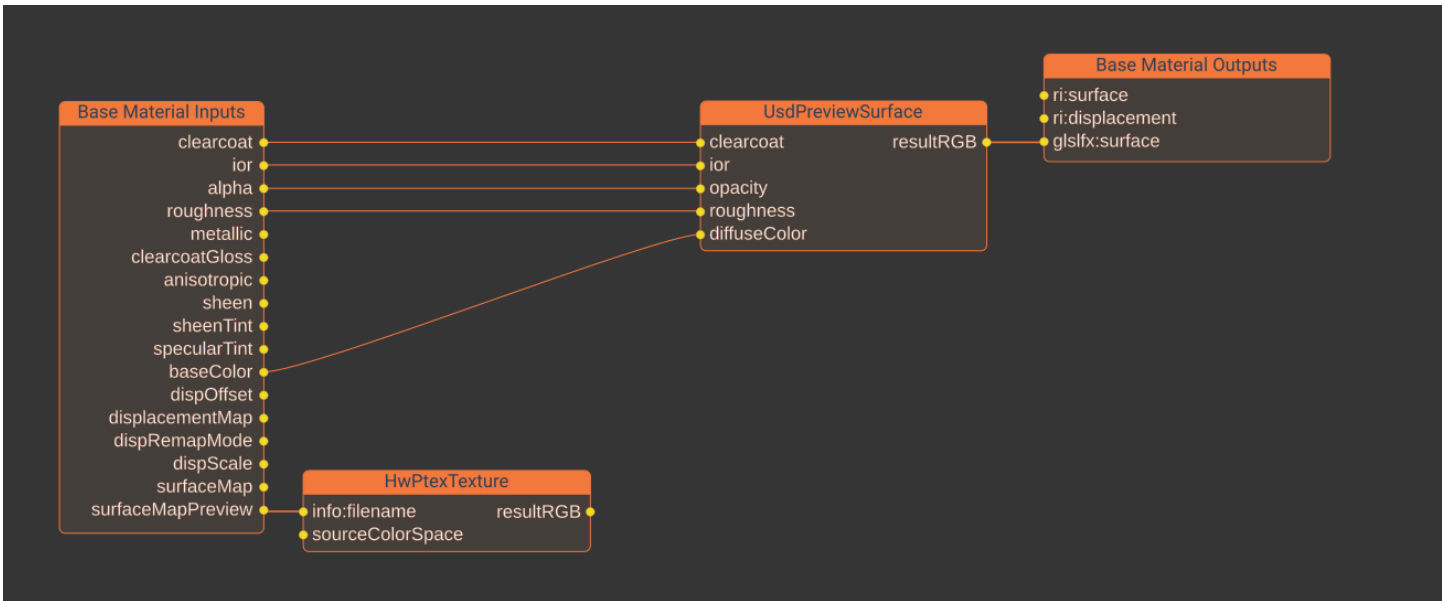 Base Material Inputs
clearcoat
ior
alpha
roughness
metallic
clearcoatGloss
anisotropic
sheen
sheenTint
specularTint
baseColor
dispOffset
displacementMap
dispRemapMode
dispScale
surfaceMap
surfaceMapPreview
HwPtexTexture
info:filename resultRGB
sourceColorSpace
UsdPreviewSurface
clearcoat resultRGB
ior
opacity
roughness
diffuseColor
Base Material Outputs
ri:surface
ri:displacement
glslfx:surface